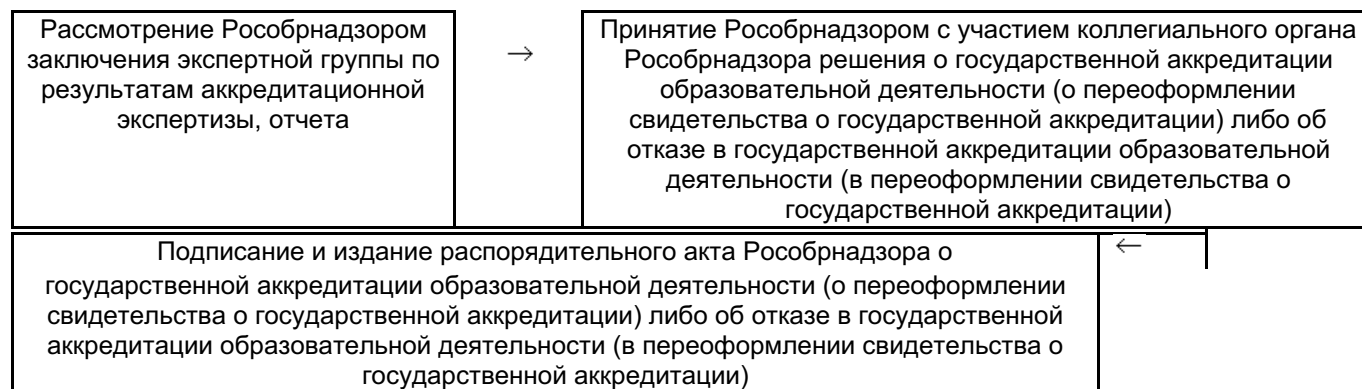 Рассмотрение Рособрнадзором
заключения экспертной группы по
результатам аккредитационной
экспертизы, отчета
→
Принятие Рособрнадзором с участием коллегиального органа
Рособрнадзора решения о государственной аккредитации
образовательной деятельности (о переоформлении
свидетельства о государственной аккредитации) либо об
отказе в государственной аккредитации образовательной
деятельности (в переоформлении свидетельства о
государственной аккредитации)
←
Подписание и издание распорядительного акта Рособрнадзора о
государственной аккредитации образовательной деятельности (о переоформлении
свидетельства о государственной аккредитации) либо об отказе в государственной
аккредитации образовательной деятельности (в переоформлении свидетельства о
государственной аккредитации)